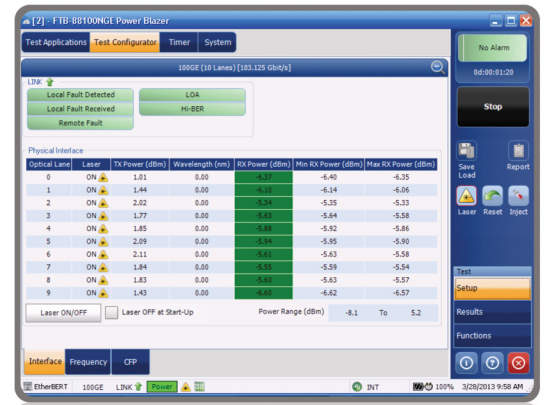 [2] - FTB-88100NGE Power Blazer
Test Applications Test Configurator Timer System
No Alarm
100GE (10 Lanes) [103.125 Gbit/s]
0d:00:01:20
LINK
Local Fault Detected LOA
Local Fault Received Hi-BER
Remote Fault
Stop
Physical Interface
Optical Lane Laser TX Power (dBm) Wavelength (nm) RX Power (dBm) Min RX Power (dBm) Max RX Power (dBm)
0 ON 1.01 0.00 -6.37 -6.40 -6.35
1 ON 1.44 0.00 -6.10 -6.14 -6.06
2 ON 2.02 0.00 -5.34 -5.35 -5.33
3 ON 1.77 0.00 -5.63 -5.64 -5.58
4 ON 1.85 0.00 -5.88 -5.92 -5.86
5 ON 2.09 0.00 -5.94 -5.95 -5.90
6 ON 2.11 0.00 -5.61 -5.63 -5.58
7 ON 1.84 0.00 -5.55 -5.59 -5.54
8 ON 1.83 0.00 -5.60 -5.63 -5.57
9 ON 1.43 0.00 -6.60 -6.62 -6.57
Save Load
Report
Laser Reset Inject
Laser ON/OFF Laser OFF at Start-Up Power Range (dBm) -8.1 To 5.2
Test
Setup
Results
Functions
Interface Frequency CFP
EtherBERT 100GE LINK Power INT 100% 3/28/2013 9:58 AM